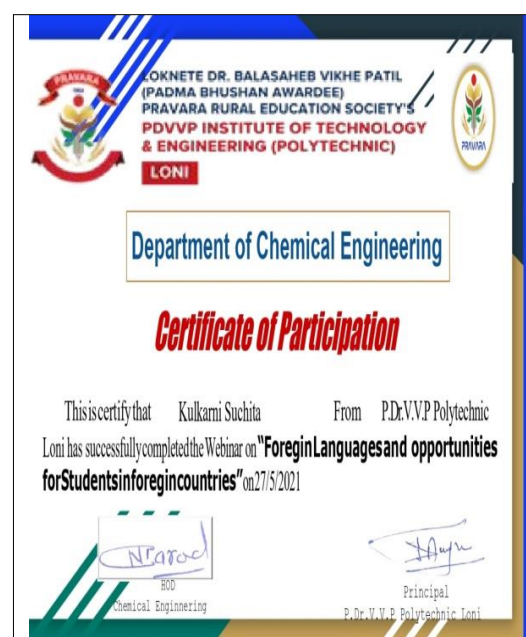 PRAVARA
LOKNETE DR. BALASAHEB VIKHE PATIL
(PADMA BHUSHAN AWARDEE)
PRAVARA RURAL EDUCATION SOCIETY'S
PDVVP INSTITUTE OF TECHNOLOGY
& ENGINEERING (POLYTECHNIC)
LONI
PRAVARA
Department of Chemical Engineering
Certificate of Participation
This is certify that Kulkarni Suchita From P.Dr.V.V.P Polytechnic
Loni has successfully completed the Webinar on "Foregin Languages and opportunities
for Students in foregin countries" on 27/5/2021
HOD
Chemical Enginnering
Principal
P.Dr.V.V.P Polytechnic Loni